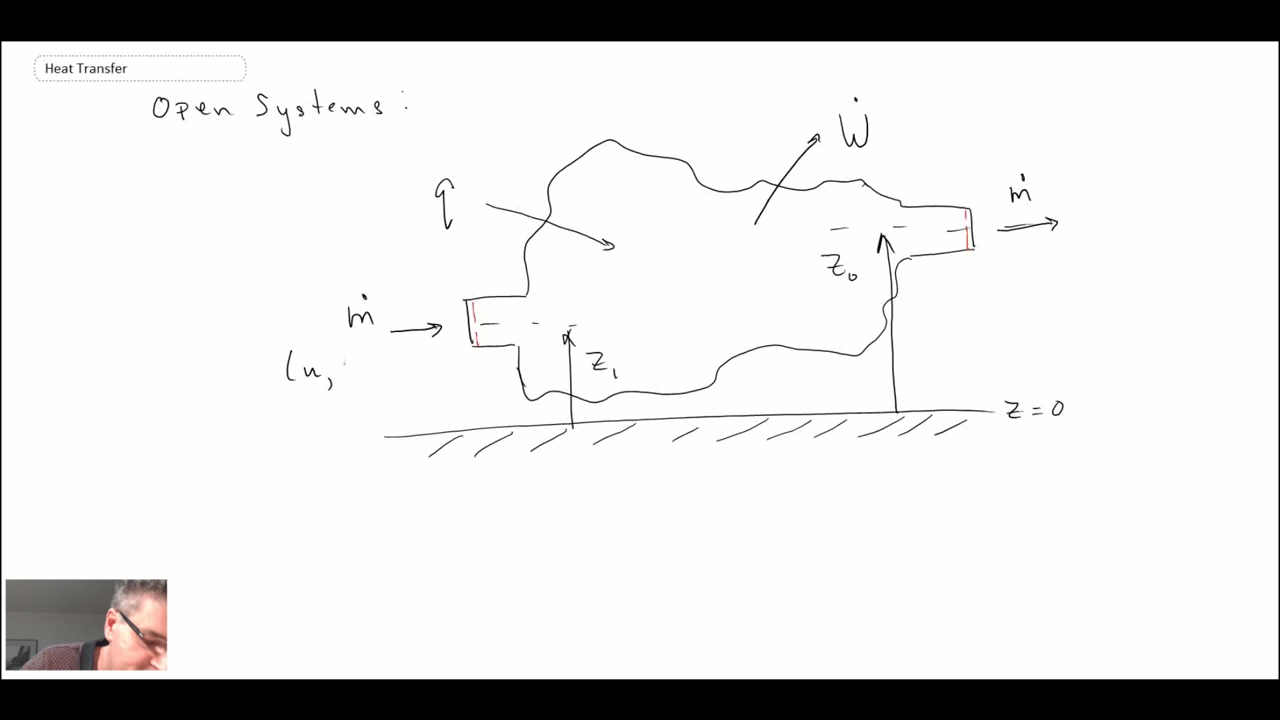 Heat Transfer
Open Systems:
Ẇ
q
ṁ
z₀
ṁ
z₁
(u,
z = 0